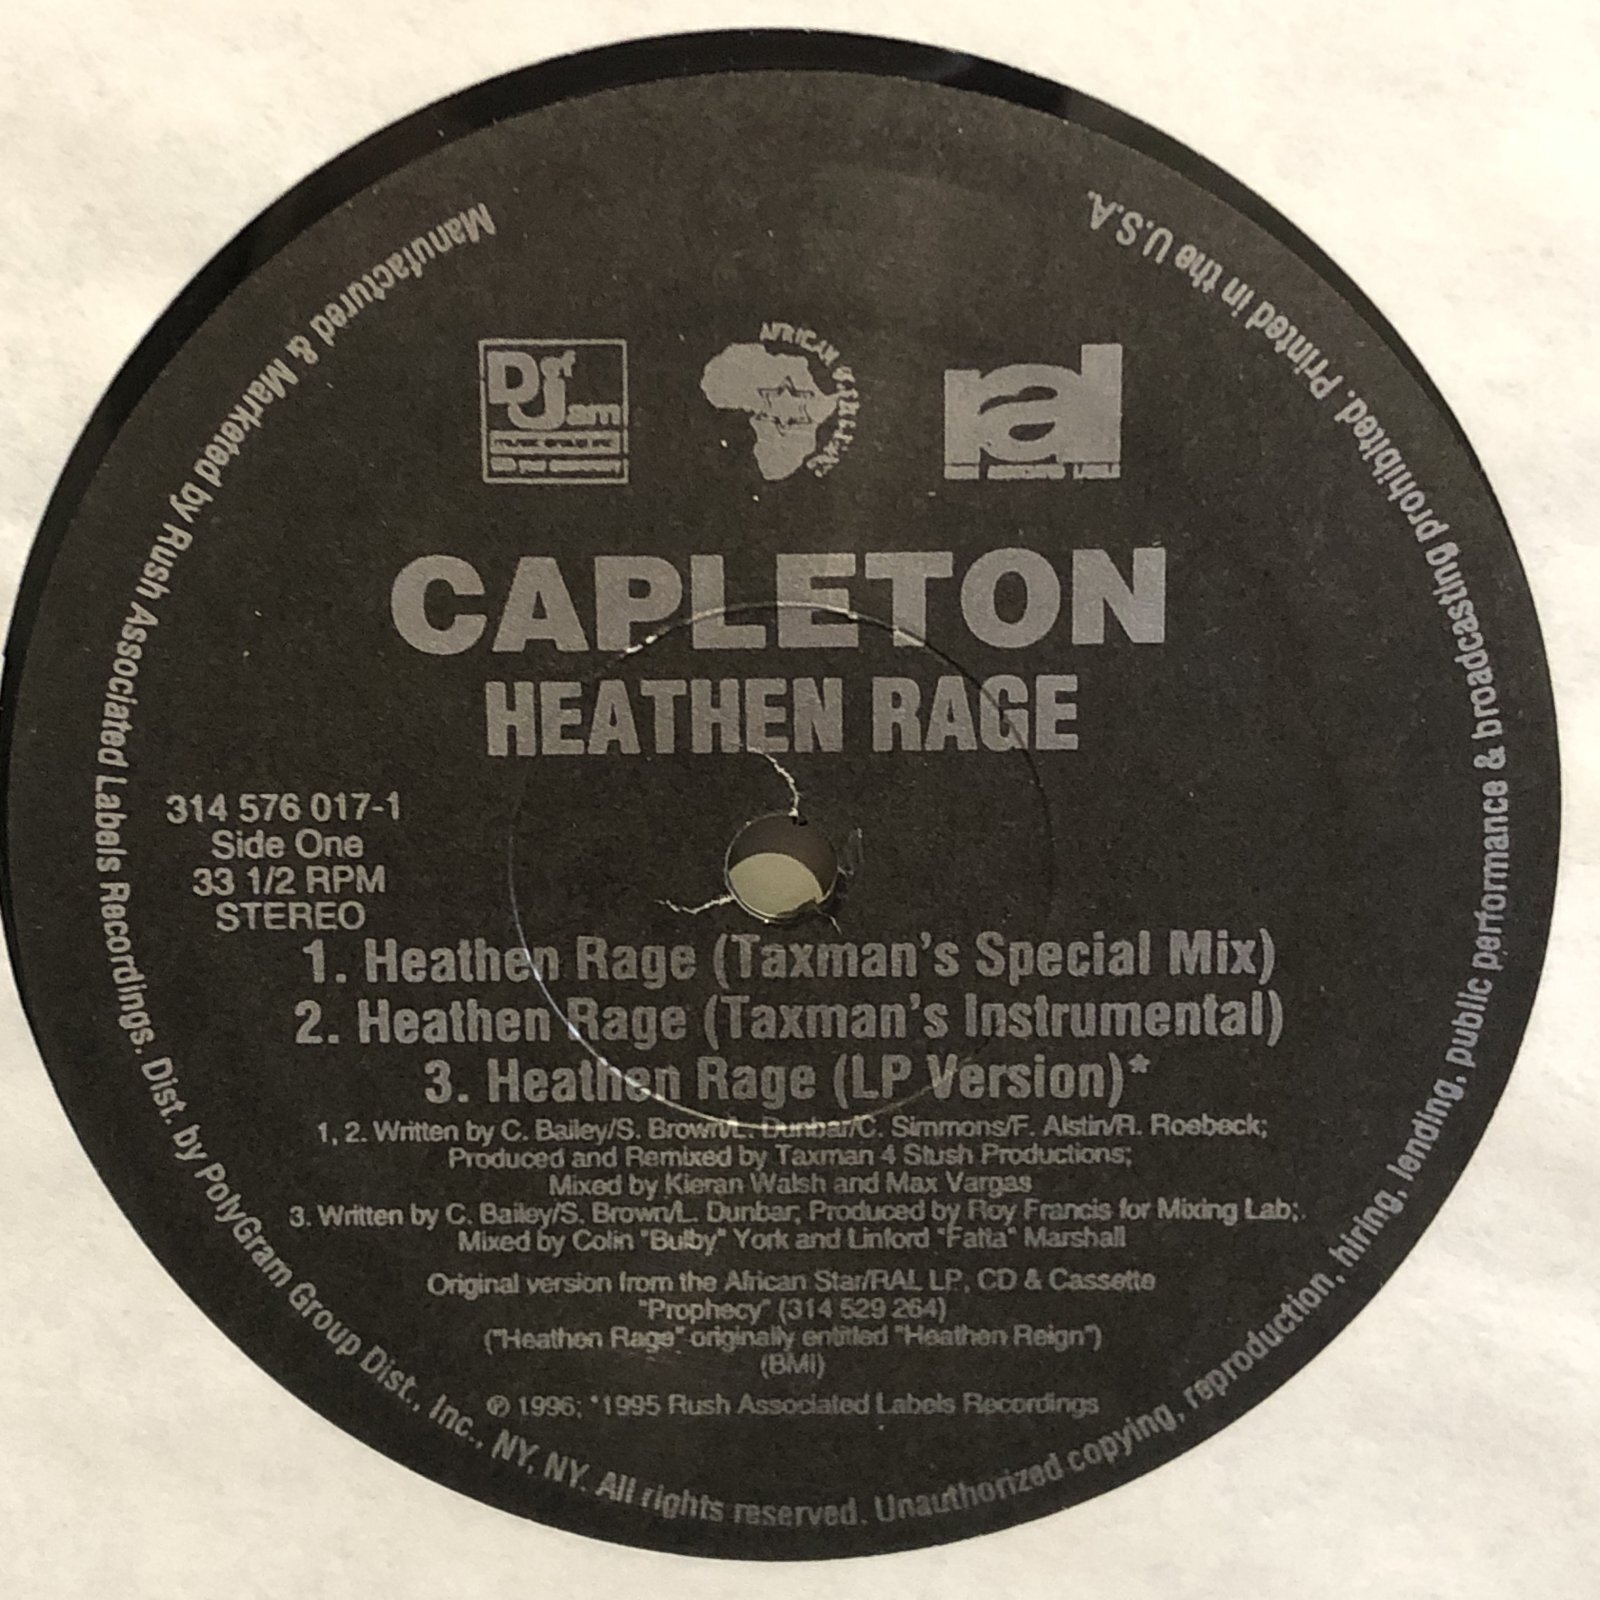 Def
Jam
AFRICAN
ral
CAPLETON
HEATHEN RAGE
314 576 017-1
Side One
33 1/2 RPM
STEREO
1. Heathen Rage (Taxman's Special Mix)
2. Heathen Rage (Taxman's Instrumental)
3. Heathen Rage (LP Version)*
1, 2. Written by C. Bailey/S. Brown/L. Dunbar/C. Simmons/F. Alstin/R. Roebeck;
Produced and Remixed by Taxman 4 Stush Productions;
Mixed by Kieran Walsh and Max Vargas
3. Written by C. Bailey/S. Brown/L. Dunbar; Produced by Roy Francis for Mixing Lab;
Mixed by Colin "Bulby" York and Linford "Fatta" Marshall
Original version from the African Star/RAL LP, CD & Cassette
"Prophecy" (314 529 264)
("Heathen Rage" originally entitled "Heathen Reign")
(BMI)
℗ 1996; *1995 Rush Associated Labels Recordings
Manufactured & Marketed by Rush Associated Labels Recordings. Dist. by PolyGram Group Dist., Inc., NY, NY. All rights reserved. Unauthorized copying, reproduction, hiring, lending, public performance & broadcasting prohibited. Printed in the U.S.A.